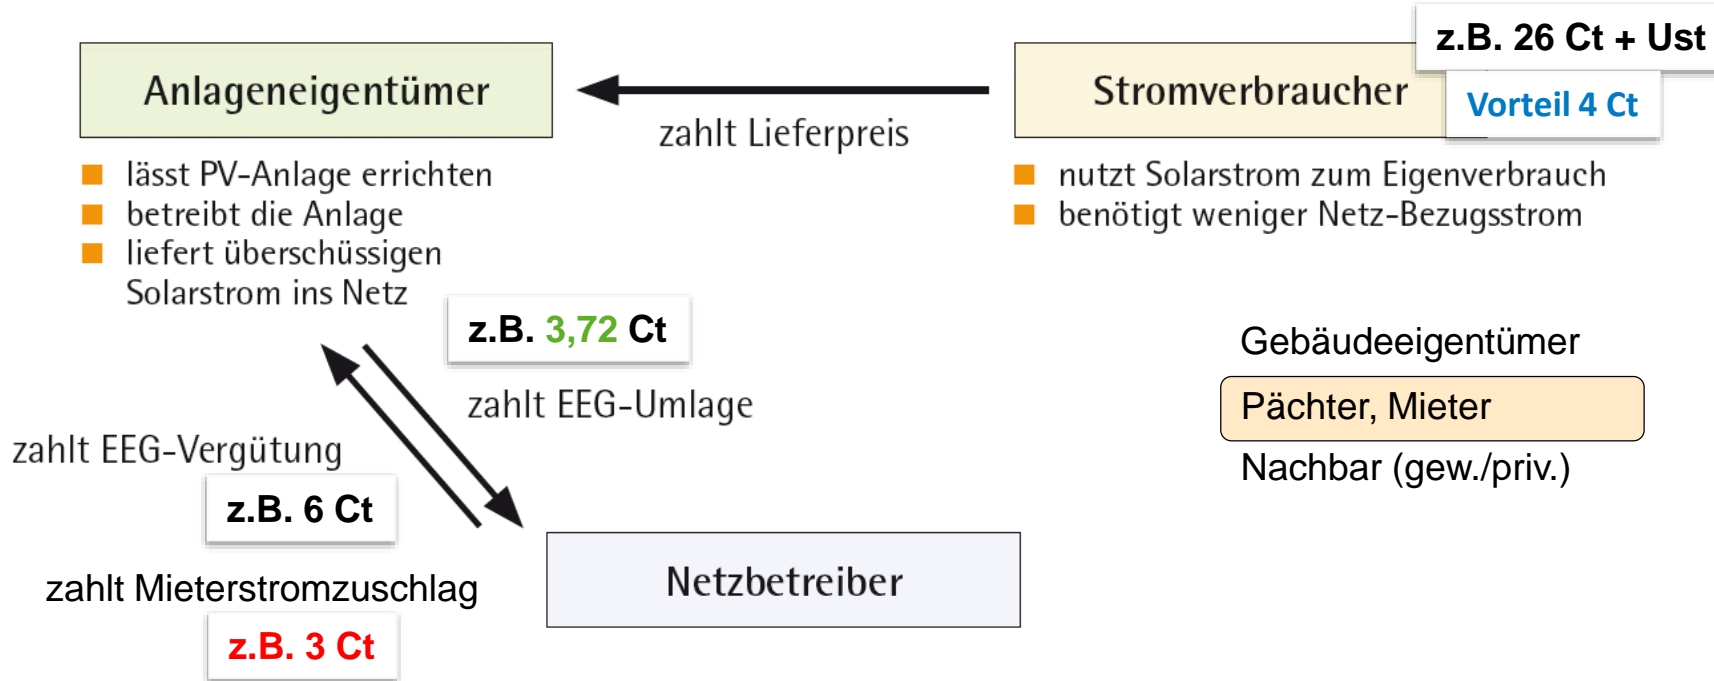 z.B. 26 Ct + Ust
Anlageneigentümer
Stromverbraucher
Vorteil 4 Ct
zahlt Lieferpreis
lässt PV-Anlage errichten
betreibt die Anlage
liefert überschüssigen
Solarstrom ins Netz
nutzt Solarstrom zum Eigenverbrauch
benötigt weniger Netz-Bezugsstrom
z.B. 3,72 Ct
zahlt EEG-Umlage
Gebäudeeigentümer
Pächter, Mieter
Nachbar (gew./priv.)
zahlt EEG-Vergütung
z.B. 6 Ct
zahlt Mieterstromzuschlag
z.B. 3 Ct
Netzbetreiber